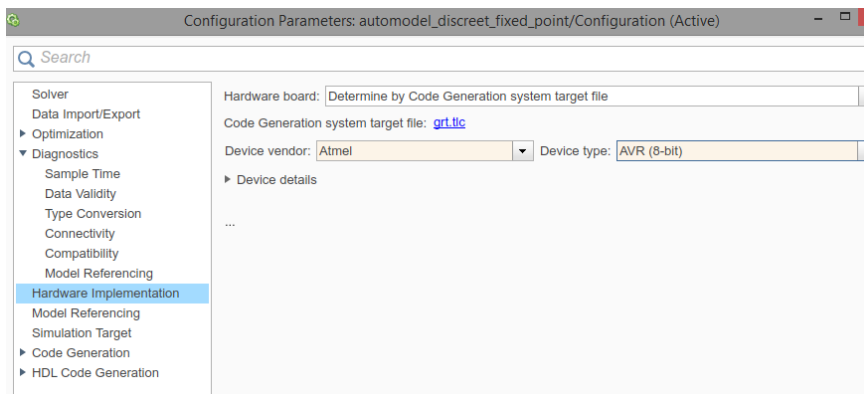 Configuration Parameters: automodel_discreet_fixed_point/Configuration (Active)
Search
Solver
Data Import/Export
Optimization
Diagnostics
Sample Time
Data Validity
Type Conversion
Connectivity
Compatibility
Model Referencing
Hardware Implementation
Model Referencing
Simulation Target
Code Generation
HDL Code Generation
Hardware board: Determine by Code Generation system target file
Code Generation system target file: grt.tlc
Device vendor: Atmel Device type: AVR (8-bit)
Device details
...